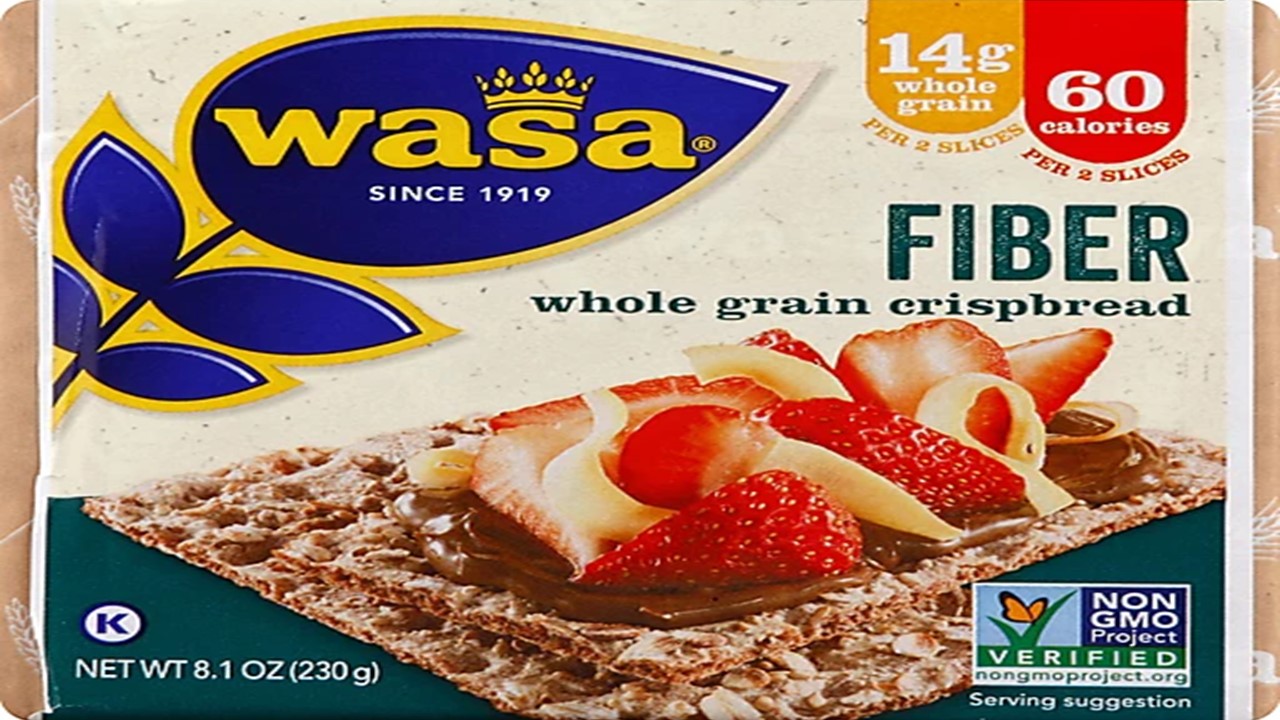 wasa®
SINCE 1919
14g
whole
grain
PER 2 SLICES
60
calories
PER 2 SLICES
FIBER
whole grain crispbread
K
NET WT 8.1 OZ (230 g)
NON
GMO
Project
VERIFIED
nongmoproject.org
Serving suggestion